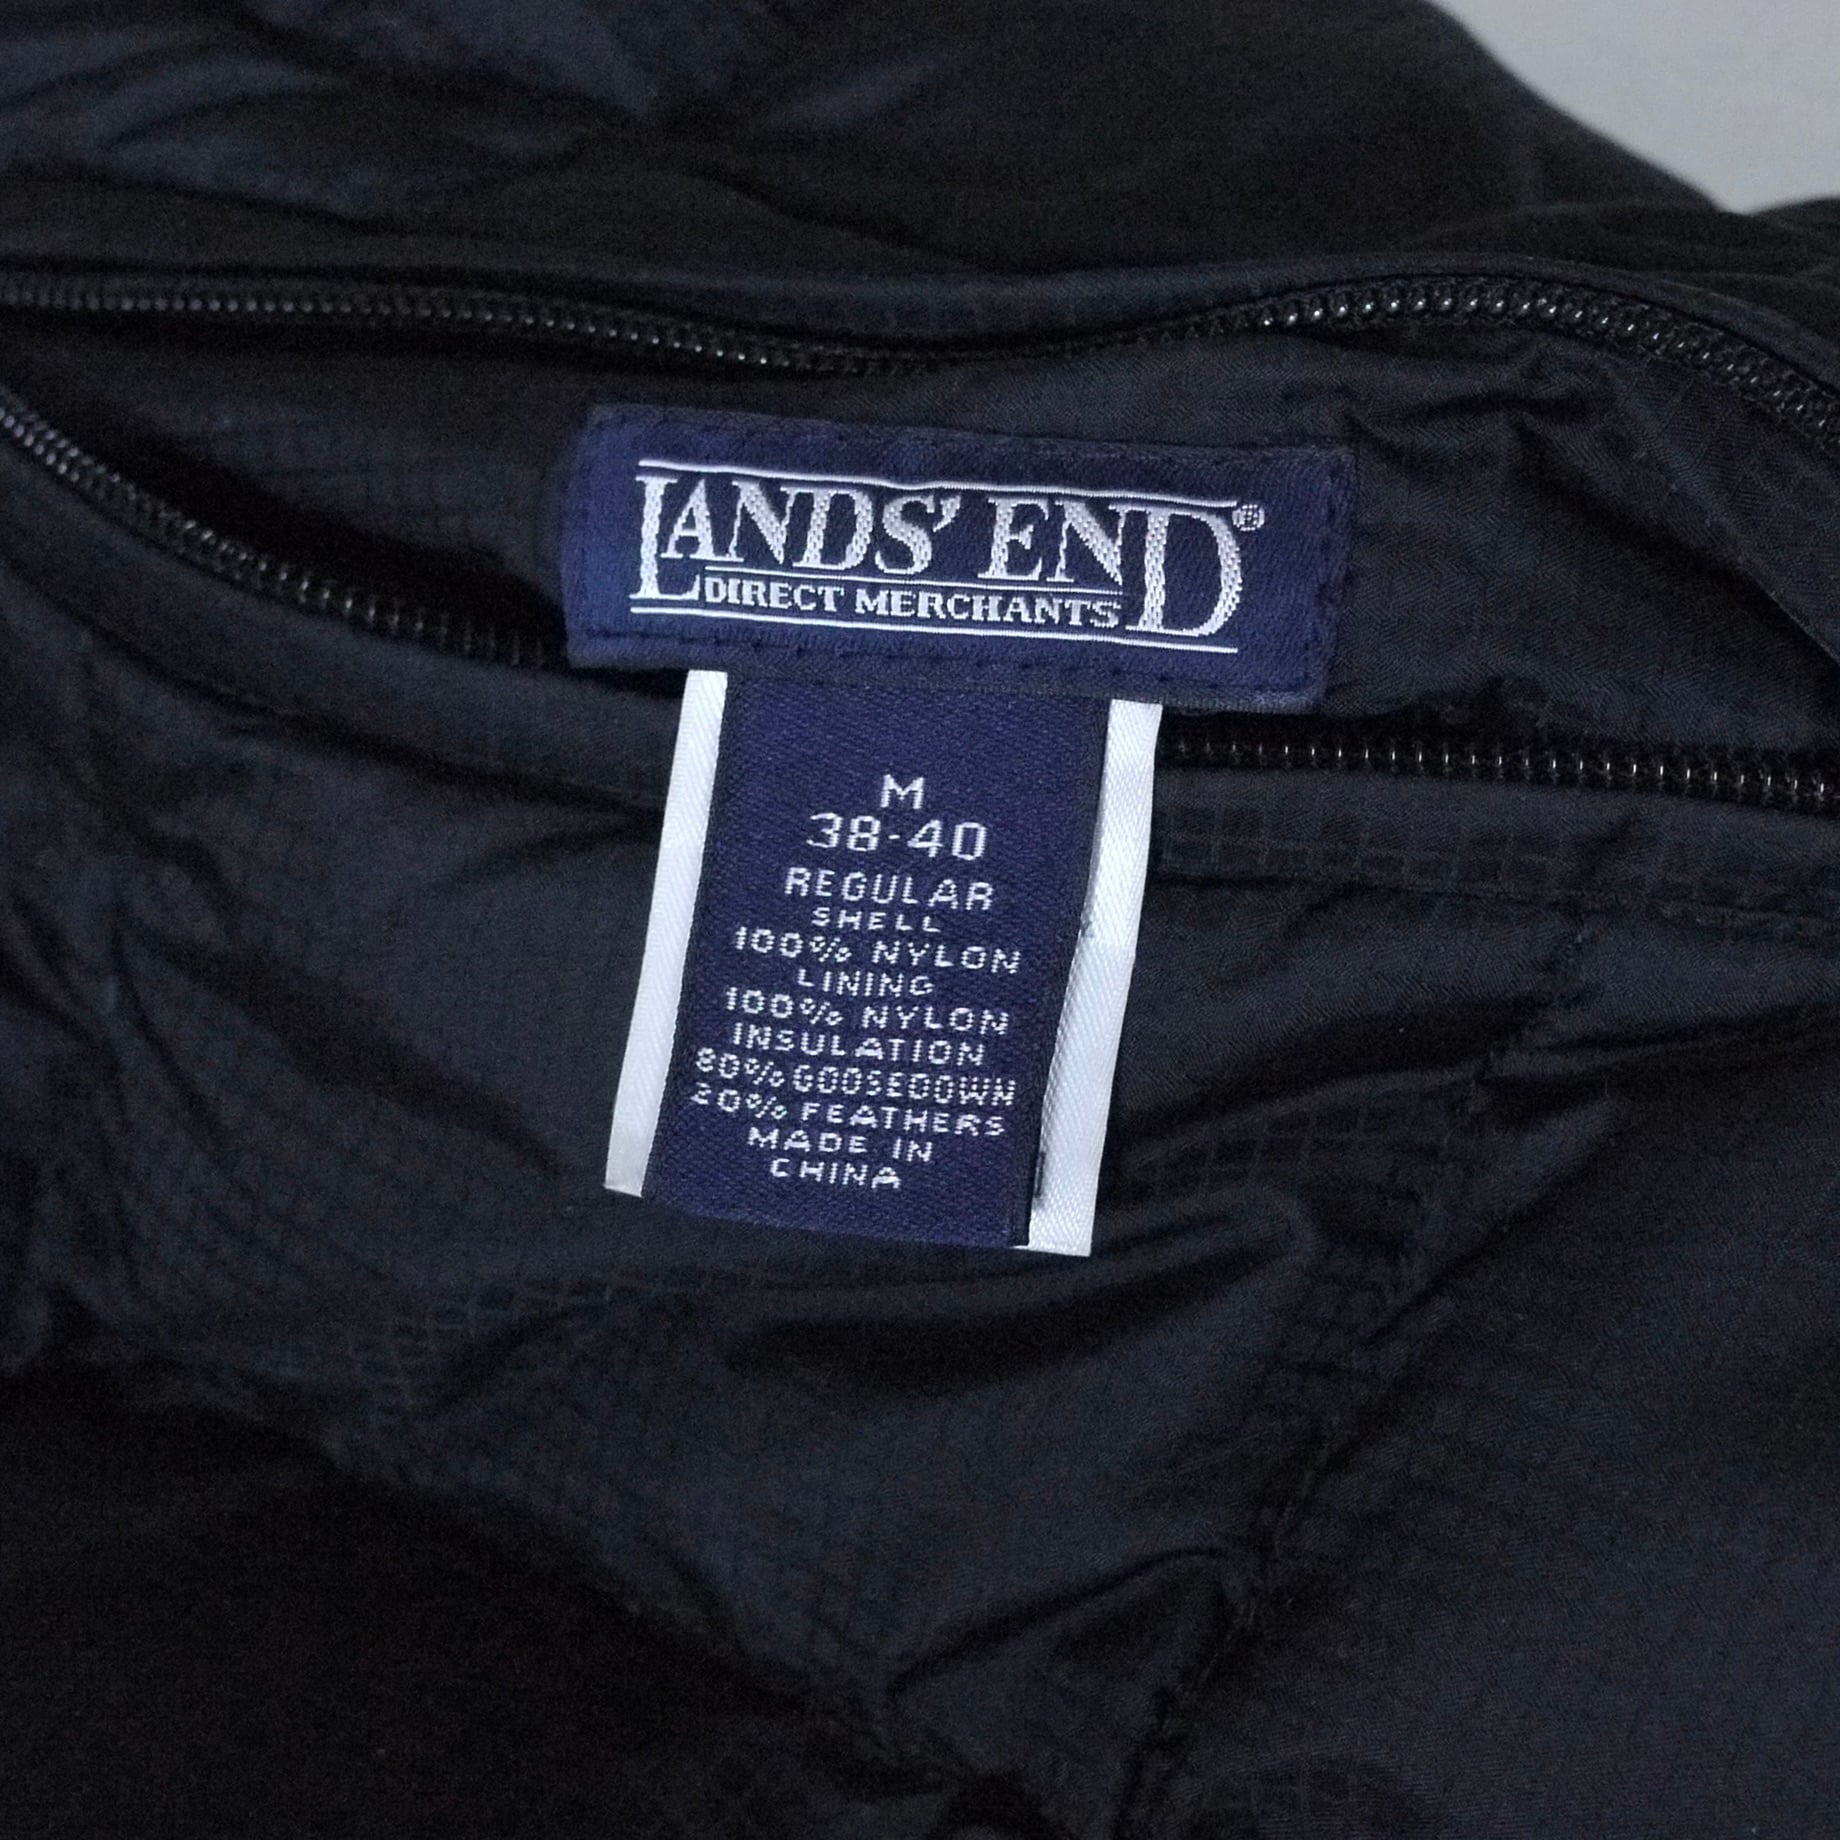 LANDS' END®
DIRECT MERCHANTS
M
38-40
REGULAR
SHELL
100% NYLON
LINING
100% NYLON
INSULATION
80% GOOSEDOWN
20% FEATHERS
MADE IN
CHINA